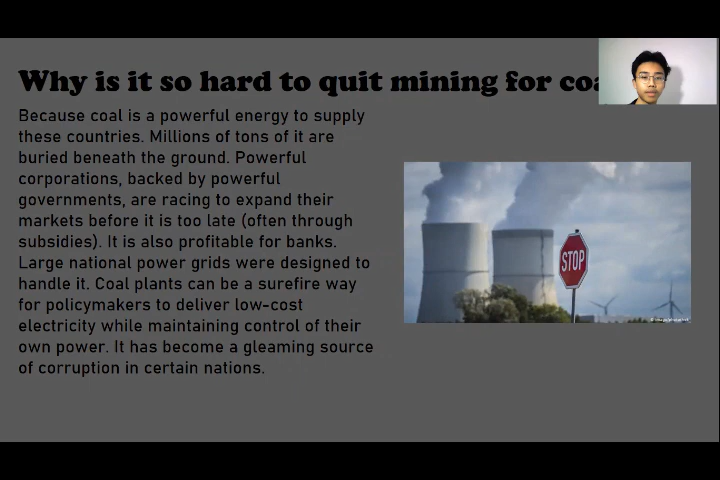 Why is it so hard to quit mining for coa
Because coal is a powerful energy to supply
these countries. Millions of tons of it are
buried beneath the ground. Powerful
corporations, backed by powerful
governments, are racing to expand their
markets before it is too late (often through
subsidies). It is also profitable for banks.
Large national power grids were designed to
handle it. Coal plants can be a surefire way
for policymakers to deliver low-cost
electricity while maintaining control of their
own power. It has become a gleaming source
of corruption in certain nations.
STOP